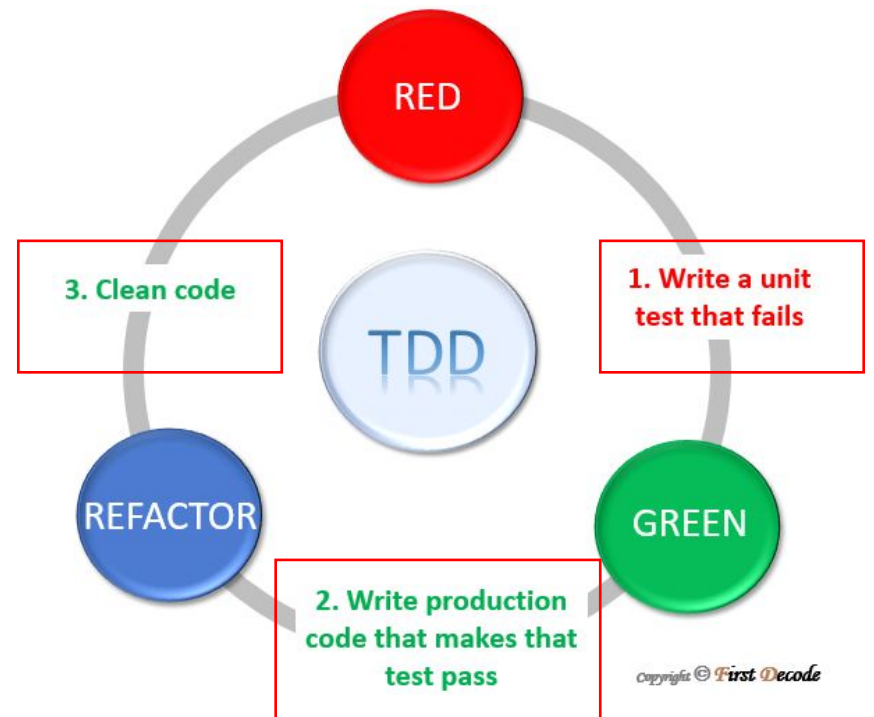 RED
3. Clean code
1. Write a unit
test that fails
TDD
REFACTOR
GREEN
2. Write production
code that makes that
test pass
Copyright © First Decode